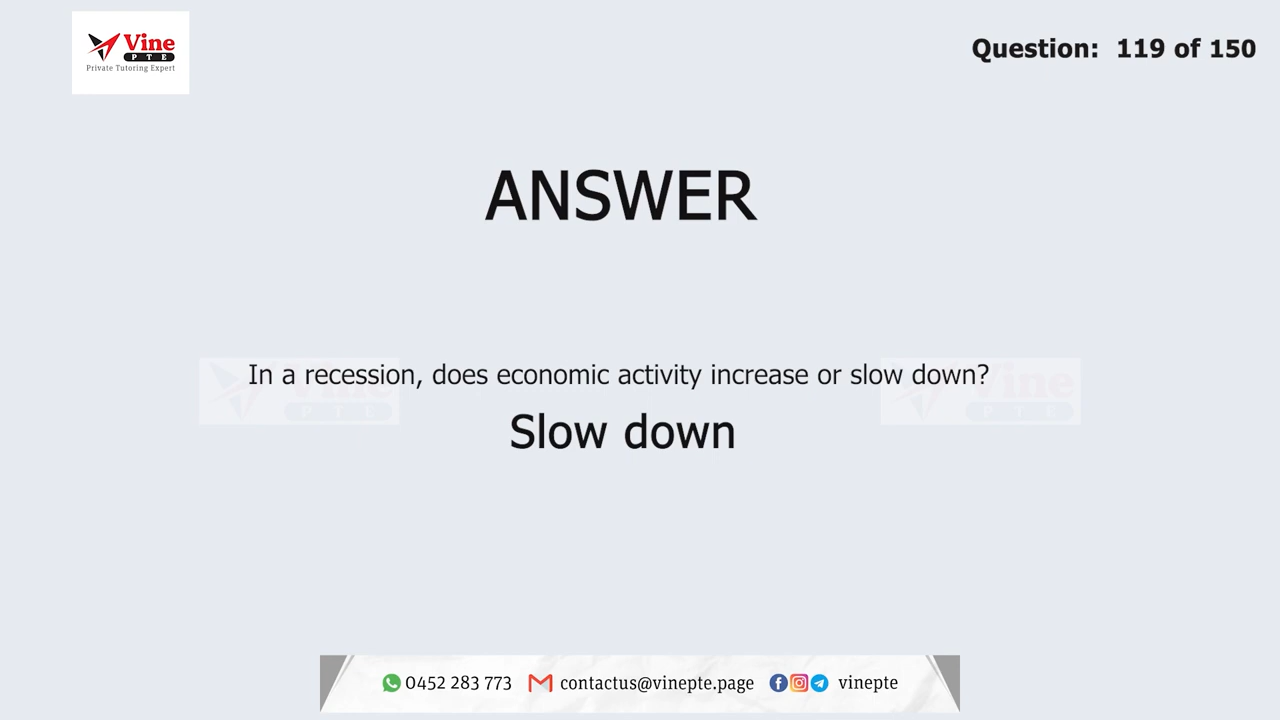 Vine
PTE
Private Tutoring Expert
Question: 119 of 150
ANSWER
In a recession, does economic activity increase or slow down?
Slow down
0452 283 773 contactus@vinepte.page vinepte